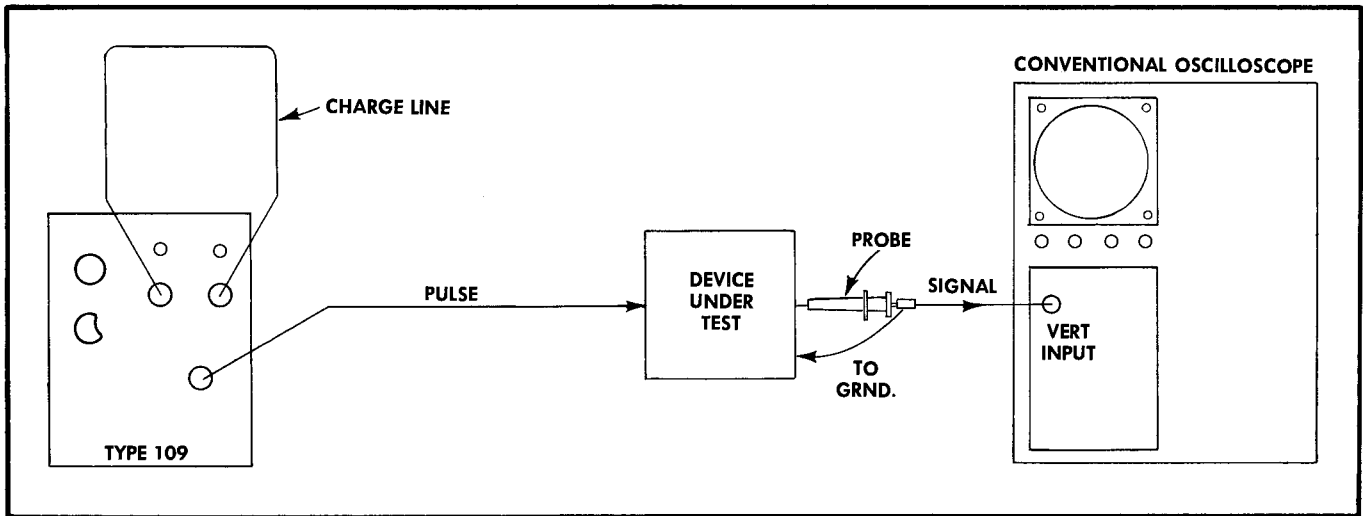 CONVENTIONAL OSCILLOSCOPE
CHARGE LINE
PULSE
DEVICE
UNDER
TEST
PROBE
SIGNAL
TO
GRND.
VERT
INPUT
TYPE 109